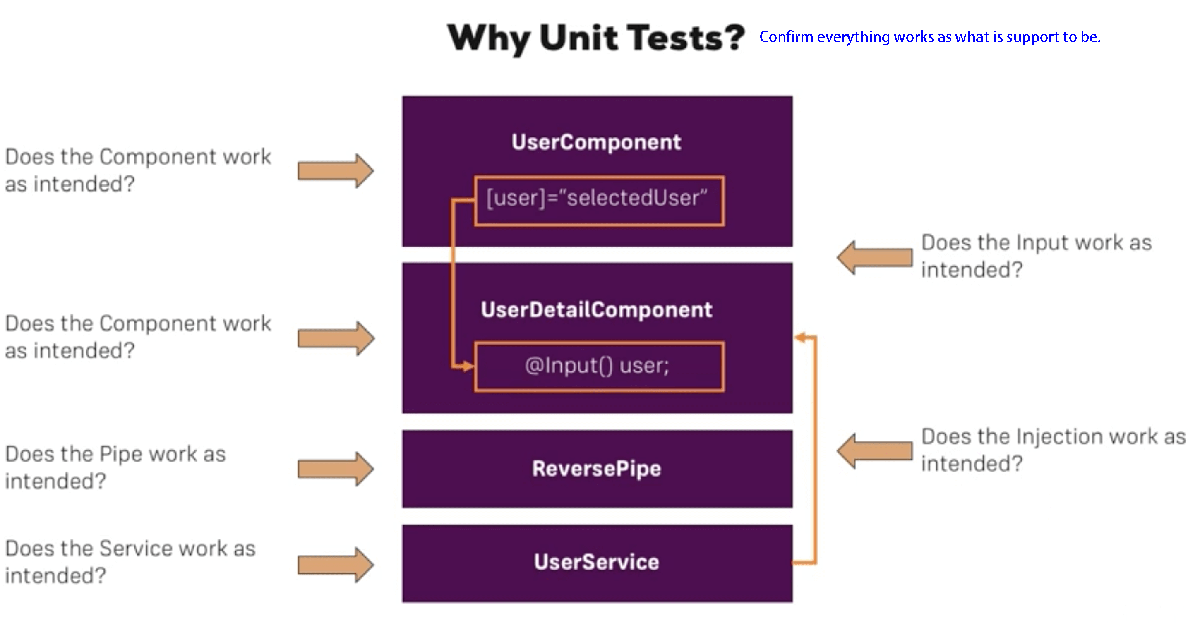 Why Unit Tests?
Confirm everything works as what is support to be.
Does the Component work
as intended?
UserComponent
[user]="selectedUser"
Does the Input work as
intended?
Does the Component work
as intended?
UserDetailComponent
@Input() user;
Does the Pipe work as
intended?
ReversePipe
Does the Injection work as
intended?
Does the Service work as
intended?
UserService